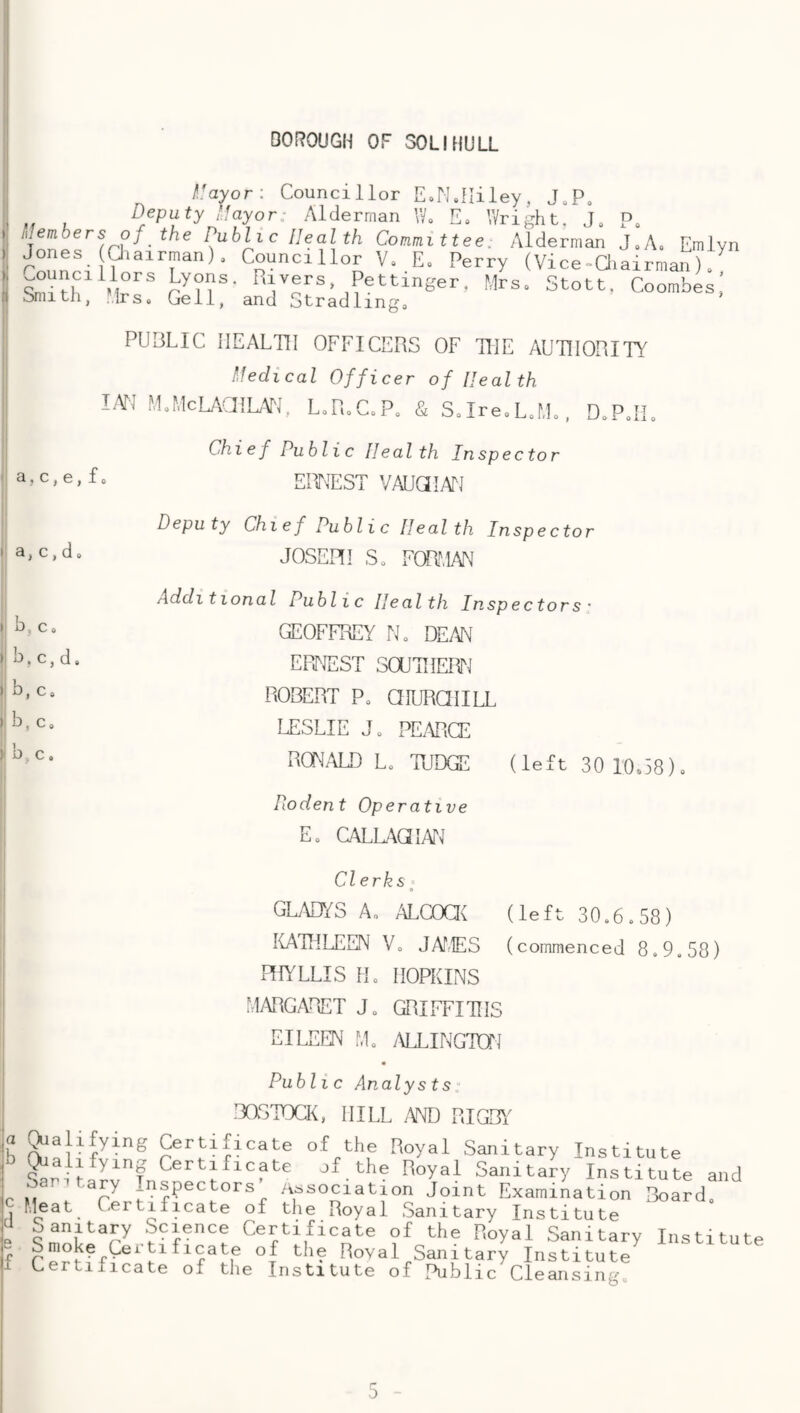 BOROUGH OF SOLIHULL
Mayor: Councillor E.N.Hiley, J.P.
Deputy Mayor: Alderman W. E. Wright, J. P.
Members of the Public Health Committee: Alderman J.A. Emlyn
Jones (Chairman). Councillor V. E. Perry (Vice-Chairman).
Councillors Lyons, Rivers, Pettinger, Mrs. Stott, Coombes,
Smith, Mrs. Gell, and Stradling.
PUBLIC HEALTH OFFICERS OF THE AUTHORITY
Medical Officer of Health
IAN M.McLACHLAN, L.R.C.P. & S.Ire.L.M., D.P.H.
Chief Public Health Inspector
a,c,e,f. ERNEST VAUGHAN
Deputy Chief Public Health Inspector
a,c,d. JOSEPH S. FORMAN
Additional Public Health Inspectors:
b,c. GEOFFREY N. DEAN
b,c,d. ERNEST SOUTHERN
b,c. ROBERT P. CHURCHILL
b,c. LESLIE J. PEARCE
b,c. RONALD L. TUDGE (left 30 10.58).
Rodent Operative
E. CALLAGHAN
Clerks:
GLADYS A. ALCOCK (left 30.6.58)
KATHLEEN V. JAMES (commenced 8.9.58)
PHYLLIS H. HOPKINS
MARGARET J. GRIFFITHS
EILEEN M. ALLINGTON
Public Analysts:
BOSTOCK, HILL AND RIGBY
a Qualifying Certificate of the Royal Sanitary Institute
b Qualifying Certificate of the Royal Sanitary Institute and
Sanitary Inspectors' Association Joint Examination Board.
c Meat Certificate of the Royal Sanitary Institute
d Sanitary Science Certificate of the Royal Sanitary Institute
e Smoke Certificate of the Royal Sanitary Institute
f Certificate of the Institute of Public Cleansing.
5 -